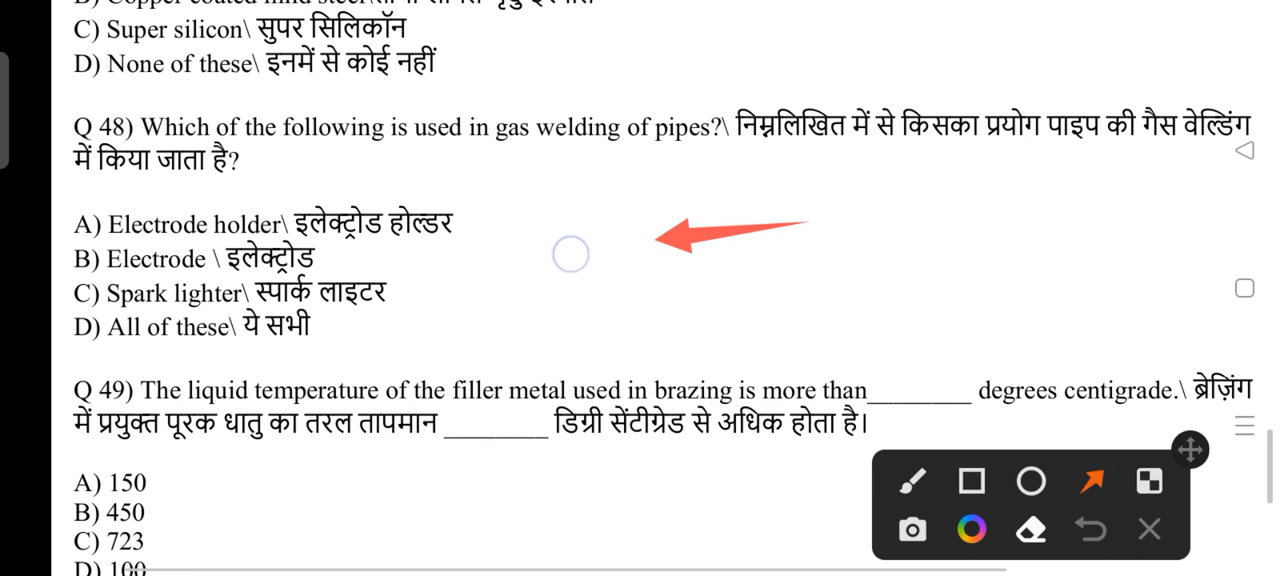 C) Super silicon\ सुपर सिलिकॉन
D) None of these\ इनमें से कोई नहीं
Q 48) Which of the following is used in gas welding of pipes?\ निम्नलिखित में से किसका प्रयोग पाइप की गैस वेल्डिंग
में किया जाता है?
A) Electrode holder\ इलेक्ट्रोड होल्डर
B) Electrode \ इलेक्ट्रोड
C) Spark lighter\ स्पार्क लाइटर
D) All of these\ ये सभी
Q 49) The liquid temperature of the filler metal used in brazing is more than________ degrees centigrade.\ ब्रेज़िंग
में प्रयुक्त पूरक धातु का तरल तापमान ________ डिग्री सेंटीग्रेड से अधिक होता है।
A) 150
B) 450
C) 723
D) 100